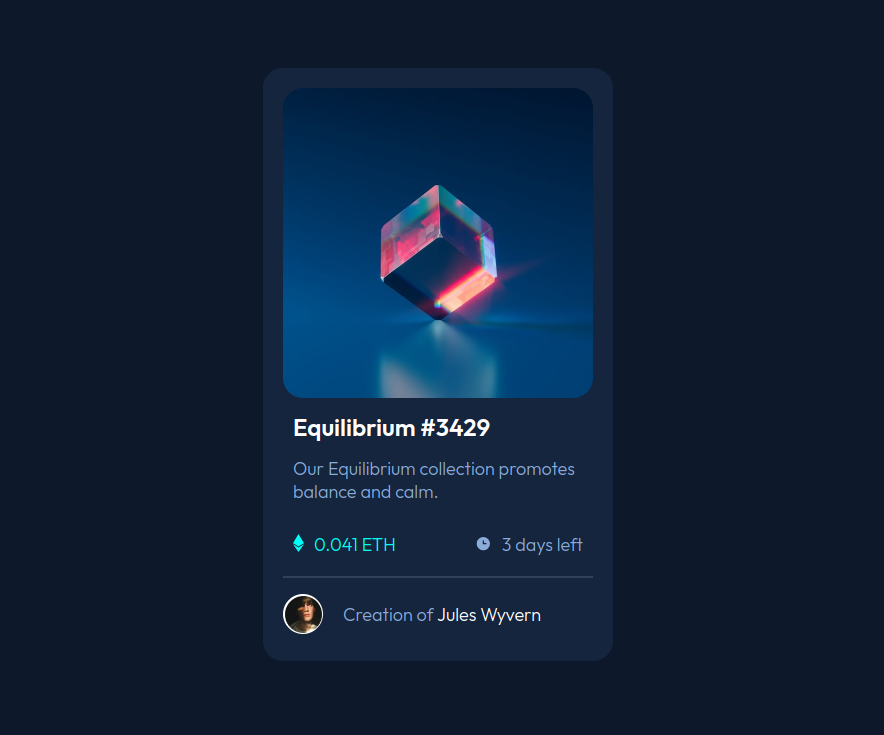 Equilibrium #3429
Our Equilibrium collection promotes
balance and calm.
0.041 ETH
3 days left
Creation of Jules Wyvern